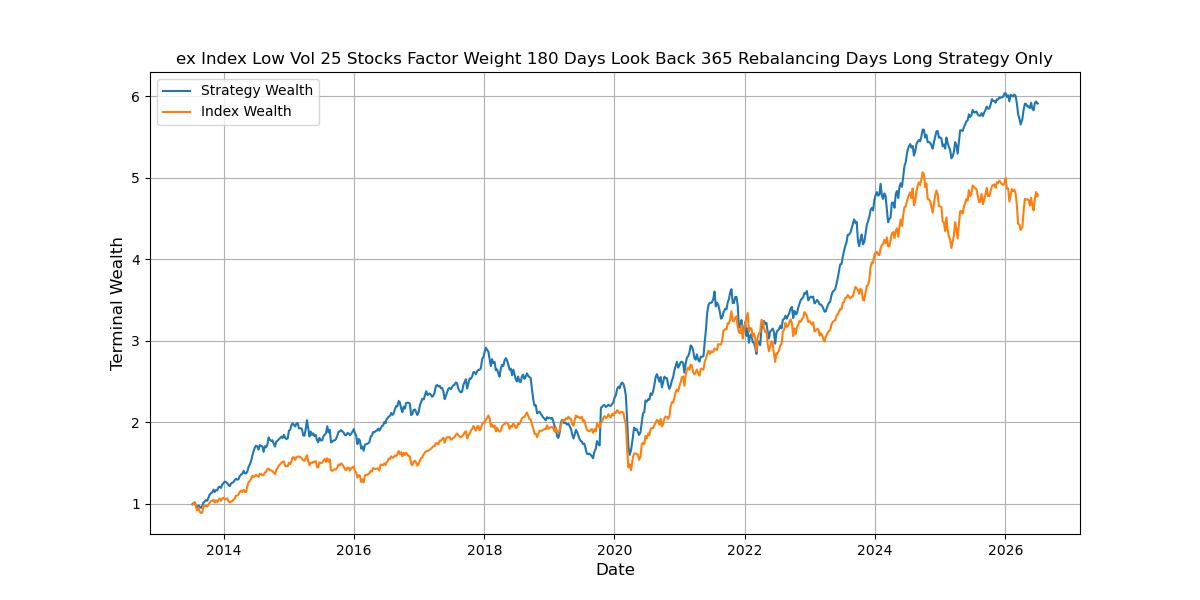 ex Index Low Vol 25 Stocks Factor Weight 180 Days Look Back 365 Rebalancing Days Long Strategy Only
Strategy Wealth
Index Wealth
Terminal Wealth
6
5
4
3
2
1
2014 2016 2018 2020 2022 2024 2026
Date